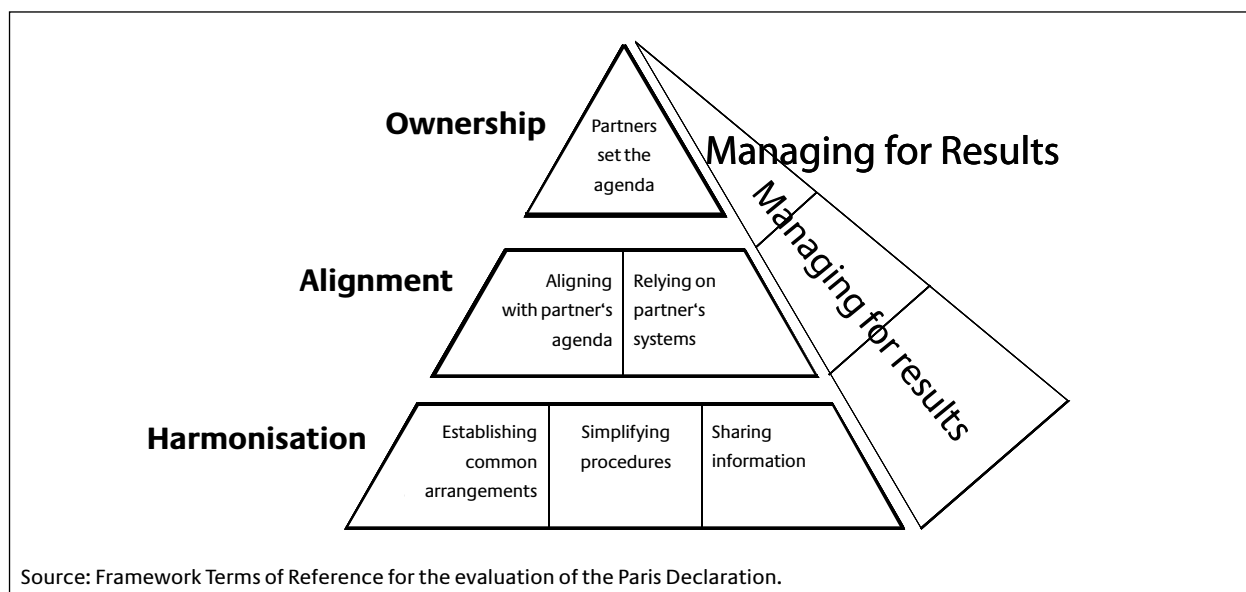 Ownership
Partners
set the
agenda
Managing for Results
Managing for results
Alignment
Aligning
with partner‘s
agenda
Relying on
partner‘s
systems
Harmonisation
Establishing
common
arrangements
Simplifying
procedures
Sharing
information
Source: Framework Terms of Reference for the evaluation of the Paris Declaration.